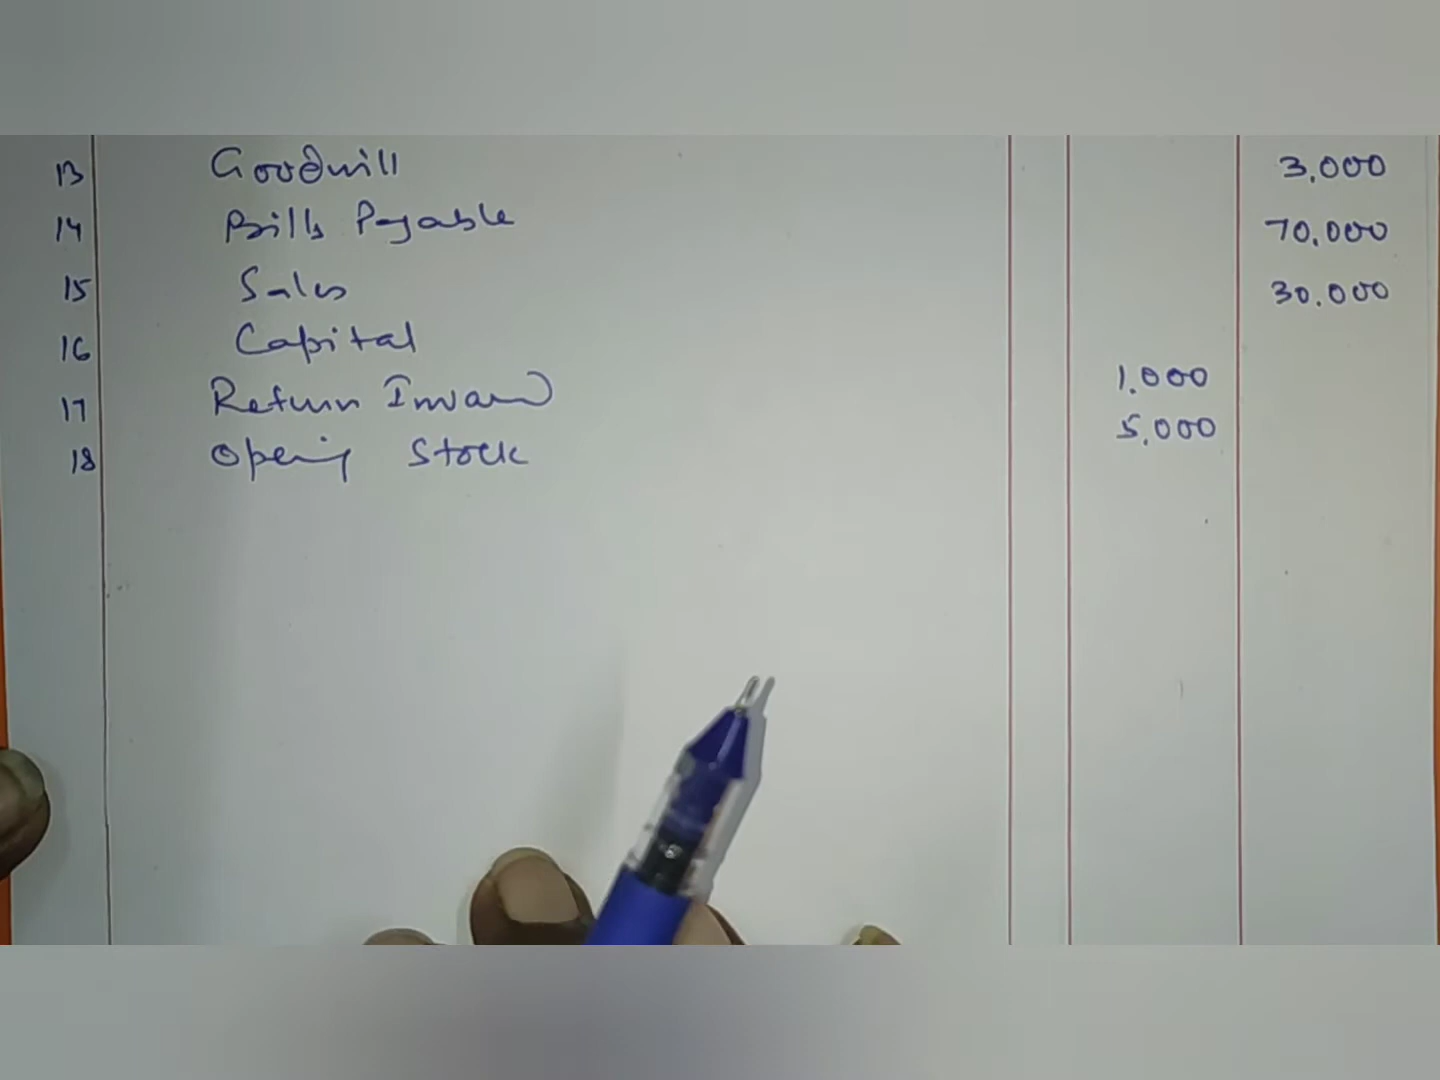 13 Goodwill 3,000
14 Bills Payable 70,000
15 Sales 30,000
16 Capital
17 Return Inward 1,000
18 Opening Stock 5,000